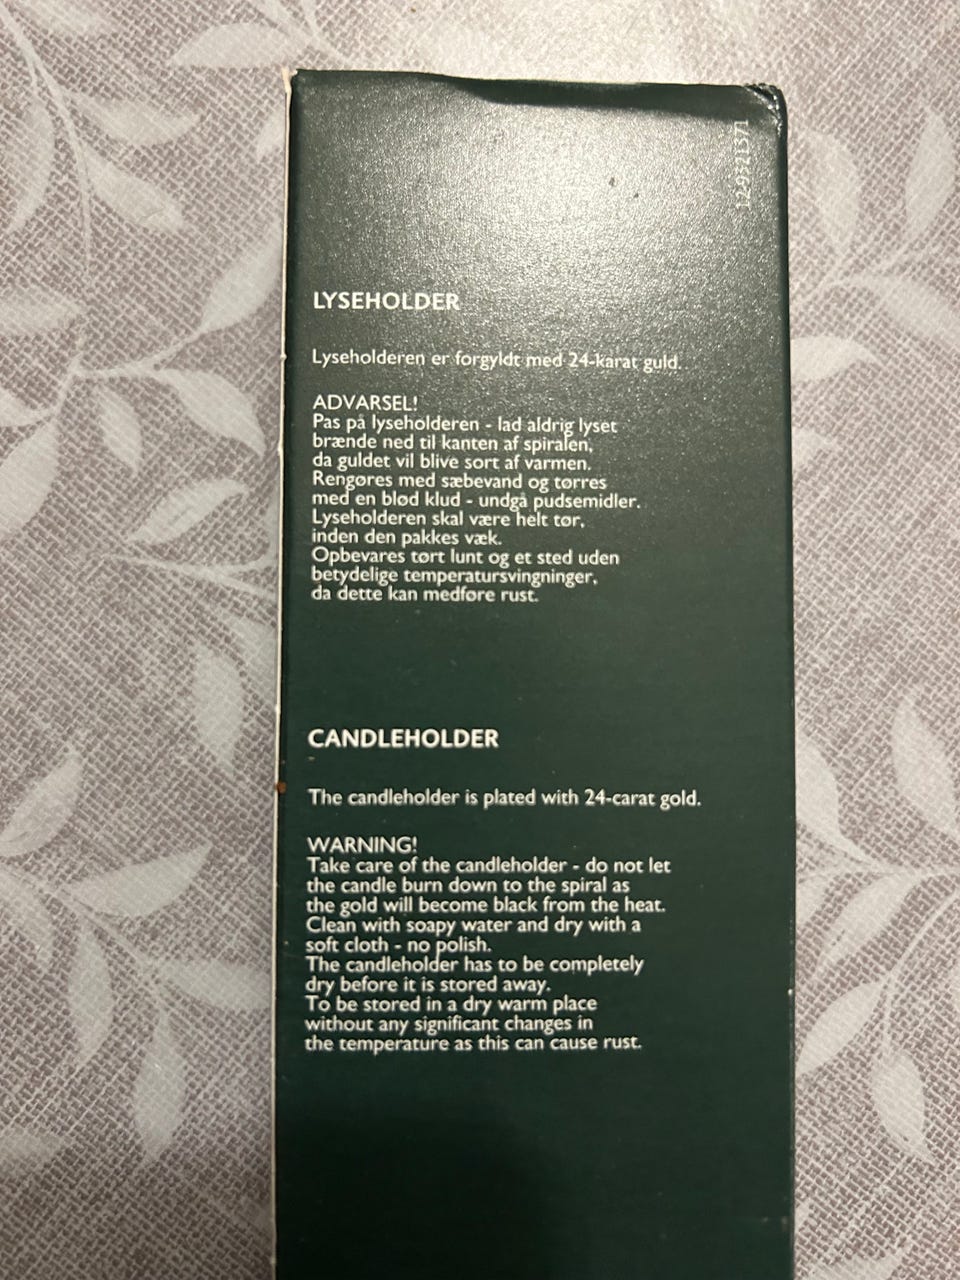 LYSEHOLDER
Lyseholderen er forgyldt med 24-karat guld.
ADVARSEL!
Pas på lyseholderen - lad aldrig lyset
brænde ned til kanten af spiralen,
da guldet vil blive sort af varmen.
Rengøres med sæbevand og tørres
med en blød klud - undgå pudsemidler.
Lyseholderen skal være helt tør,
inden den pakkes væk.
Opbevares tørt lunt og et sted uden
betydelige temperatursvingninger,
da dette kan medføre rust.
CANDLEHOLDER
The candleholder is plated with 24-carat gold.
WARNING!
Take care of the candleholder - do not let
the candle burn down to the spiral as
the gold will become black from the heat.
Clean with soapy water and dry with a
soft cloth - no polish.
The candleholder has to be completely
dry before it is stored away.
To be stored in a dry warm place
without any significant changes in
the temperature as this can cause rust.